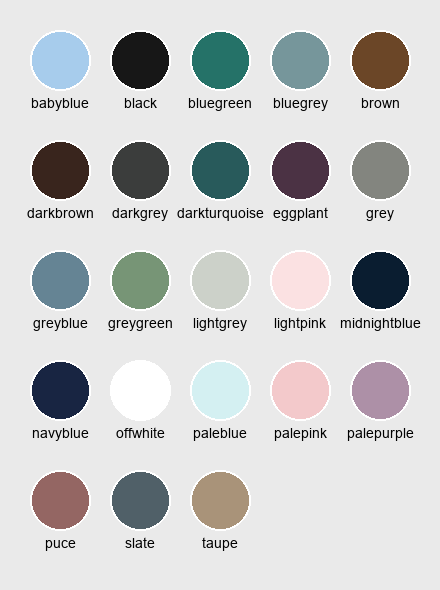 babyblue black bluegreen bluegrey brown
darkbrown darkgrey darkturquoise eggplant grey
greyblue greygreen lightgrey lightpink midnightblue
navyblue offwhite paleblue palepink palepurple
puce slate taupe